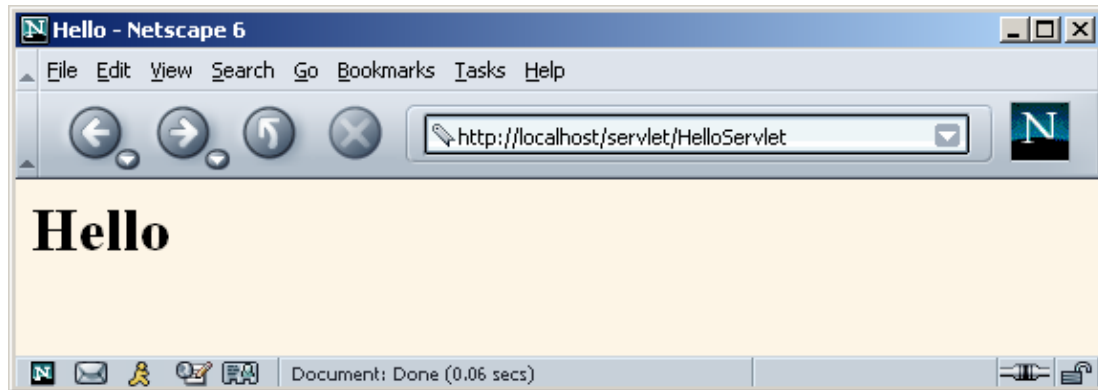 Hello - Netscape 6
File Edit View Search Go Bookmarks Tasks Help
http://localhost/servlet/HelloServlet
N
Hello
Document: Done (0.06 secs)